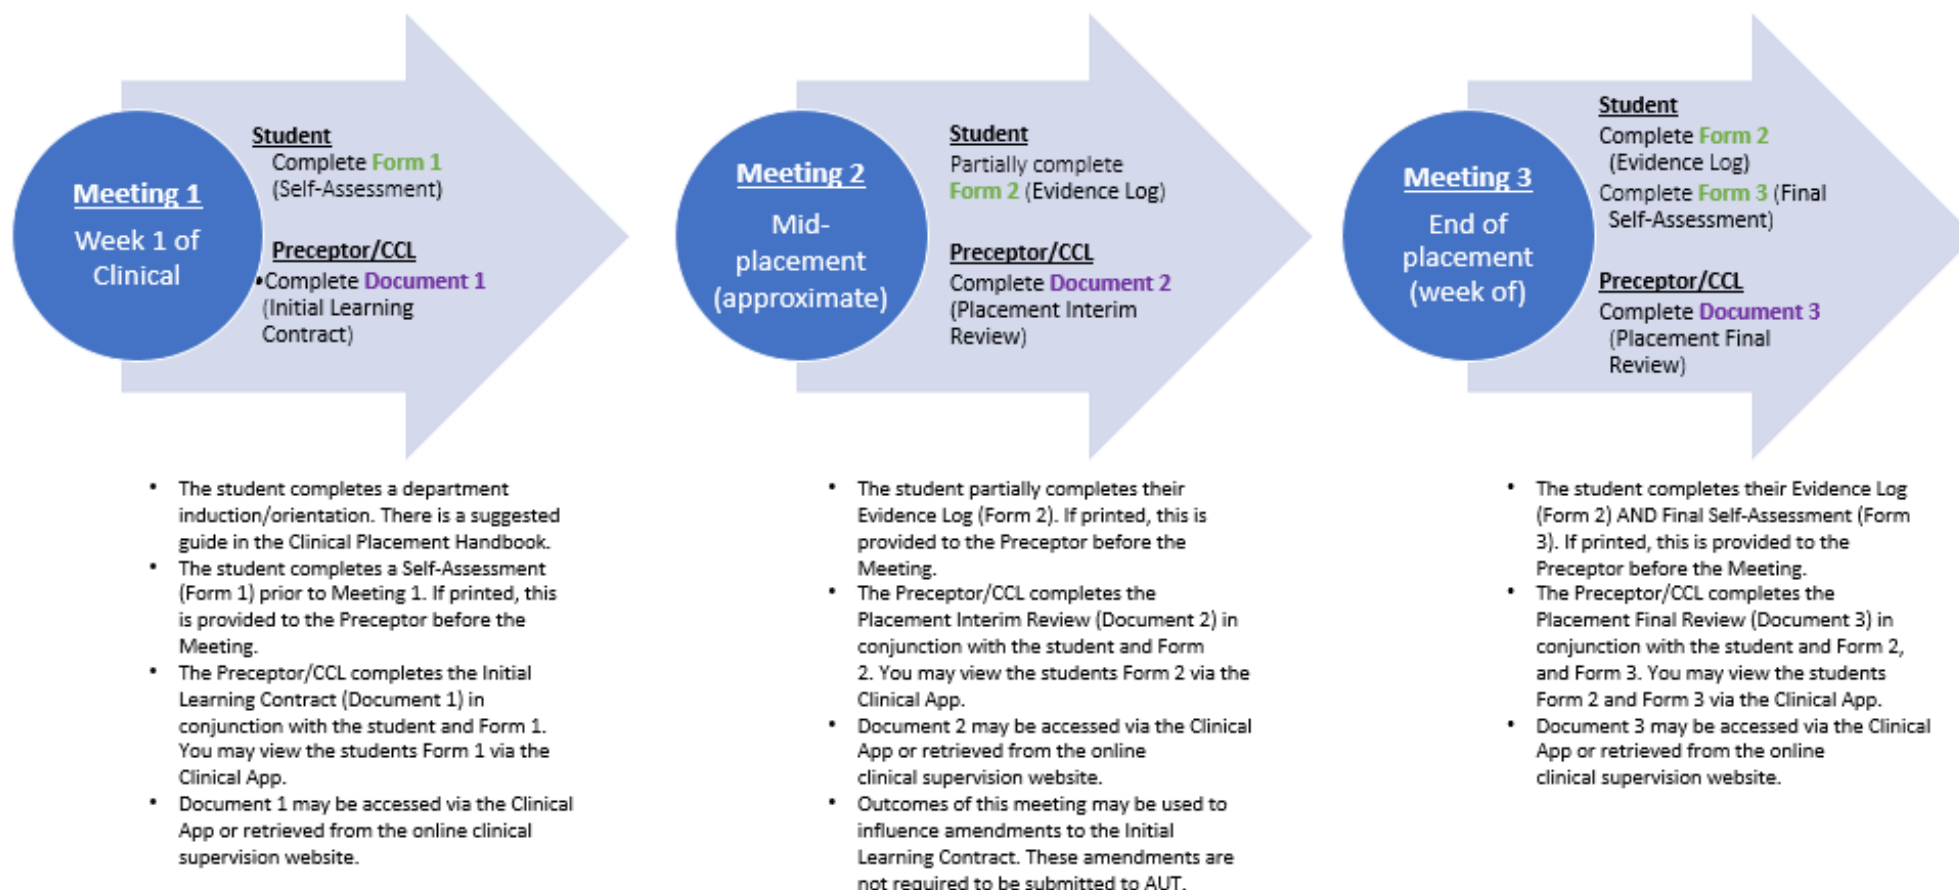 Meeting 1
Week 1 of
Clinical
Student
Complete Form 1
(Self-Assessment)
Preceptor/CCL
•Complete Document 1
(Initial Learning
Contract)
• The student completes a department
induction/orientation. There is a suggested
guide in the Clinical Placement Handbook.
• The student completes a Self-Assessment
(Form 1) prior to Meeting 1. If printed, this
is provided to the Preceptor before the
Meeting.
• The Preceptor/CCL completes the Initial
Learning Contract (Document 1) in
conjunction with the student and Form 1.
You may view the students Form 1 via the
Clinical App.
• Document 1 may be accessed via the Clinical
App or retrieved from the online clinical
supervision website.
Meeting 2
Mid-
placement
(approximate)
Student
Partially complete
Form 2 (Evidence Log)
Preceptor/CCL
Complete Document 2
(Placement Interim
Review)
• The student partially completes their
Evidence Log (Form 2). If printed, this is
provided to the Preceptor before the
Meeting.
• The Preceptor/CCL completes the
Placement Interim Review (Document 2) in
conjunction with the student and Form
2. You may view the students Form 2 via the
Clinical App.
• Document 2 may be accessed via the Clinical
App or retrieved from the online
clinical supervision website.
• Outcomes of this meeting may be used to
influence amendments to the Initial
Learning Contract. These amendments are
not required to be submitted to AUT.
Meeting 3
End of
placement
(week of)
Student
Complete Form 2
(Evidence Log)
Complete Form 3 (Final
Self-Assessment)
Preceptor/CCL
Complete Document 3
(Placement Final
Review)
• The student completes their Evidence Log
(Form 2) AND Final Self-Assessment (Form
3). If printed, this is provided to the
Preceptor before the Meeting.
• The Preceptor/CCL completes the
Placement Final Review (Document 3) in
conjunction with the student and Form 2,
and Form 3. You may view the students
Form 2 and Form 3 via the Clinical App.
• Document 3 may be accessed via the Clinical
App or retrieved from the online
clinical supervision website.